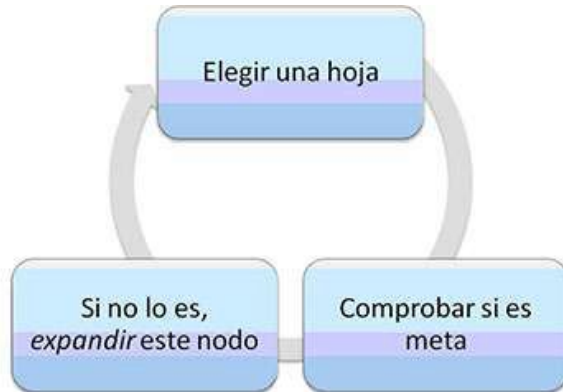 Elegir una hoja
Comprobar si es
meta
Si no lo es,
expandir este nodo